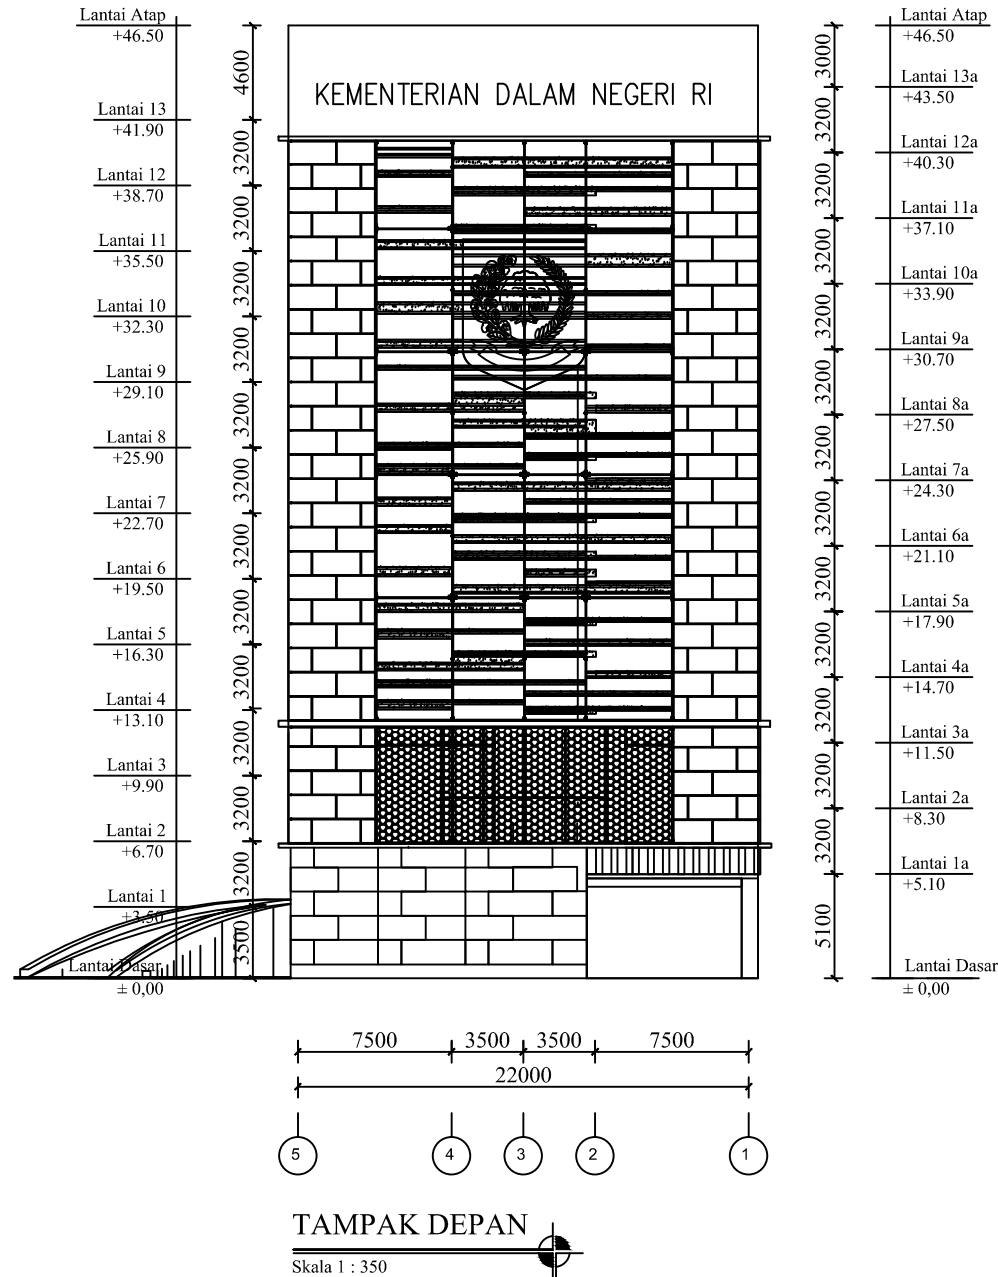 Lantai Atap
+46.50
Lantai 13
+41.90
Lantai 12
+38.70
Lantai 11
+35.50
Lantai 10
+32.30
Lantai 9
+29.10
Lantai 8
+25.90
Lantai 7
+22.70
Lantai 6
+19.50
Lantai 5
+16.30
Lantai 4
+13.10
Lantai 3
+9.90
Lantai 2
+6.70
Lantai 1
+3.50
Lantai Dasar
± 0,00
4600
3200
3200
3200
3200
3200
3200
3200
3200
3200
3200
3200
3200
3500
KEMENTERIAN DALAM NEGERI RI
3000
3200
3200
3200
3200
3200
3200
3200
3200
3200
3200
3200
3200
5100
Lantai Atap
+46.50
Lantai 13a
+43.50
Lantai 12a
+40.30
Lantai 11a
+37.10
Lantai 10a
+33.90
Lantai 9a
+30.70
Lantai 8a
+27.50
Lantai 7a
+24.30
Lantai 6a
+21.10
Lantai 5a
+17.90
Lantai 4a
+14.70
Lantai 3a
+11.50
Lantai 2a
+8.30
Lantai 1a
+5.10
Lantai Dasar
± 0,00
7500 3500 3500 7500
22000
5 4 3 2 1
TAMPAK DEPAN
Skala 1 : 350